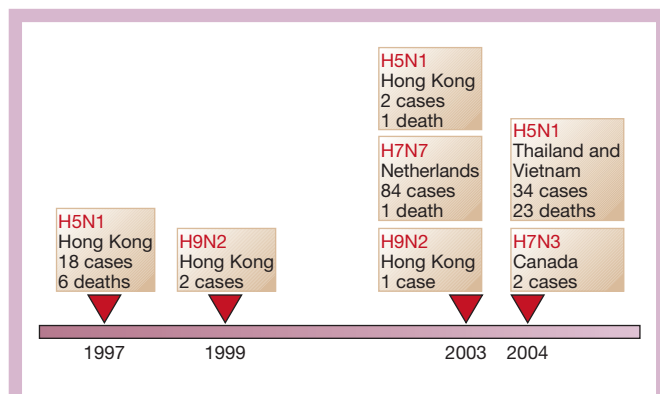 H5N1
Hong Kong
18 cases
6 deaths
H9N2
Hong Kong
2 cases
H5N1
Hong Kong
2 cases
1 death
H7N7
Netherlands
84 cases
1 death
H9N2
Hong Kong
1 case
H5N1
Thailand and
Vietnam
34 cases
23 deaths
H7N3
Canada
2 cases
1997
1999
2003
2004